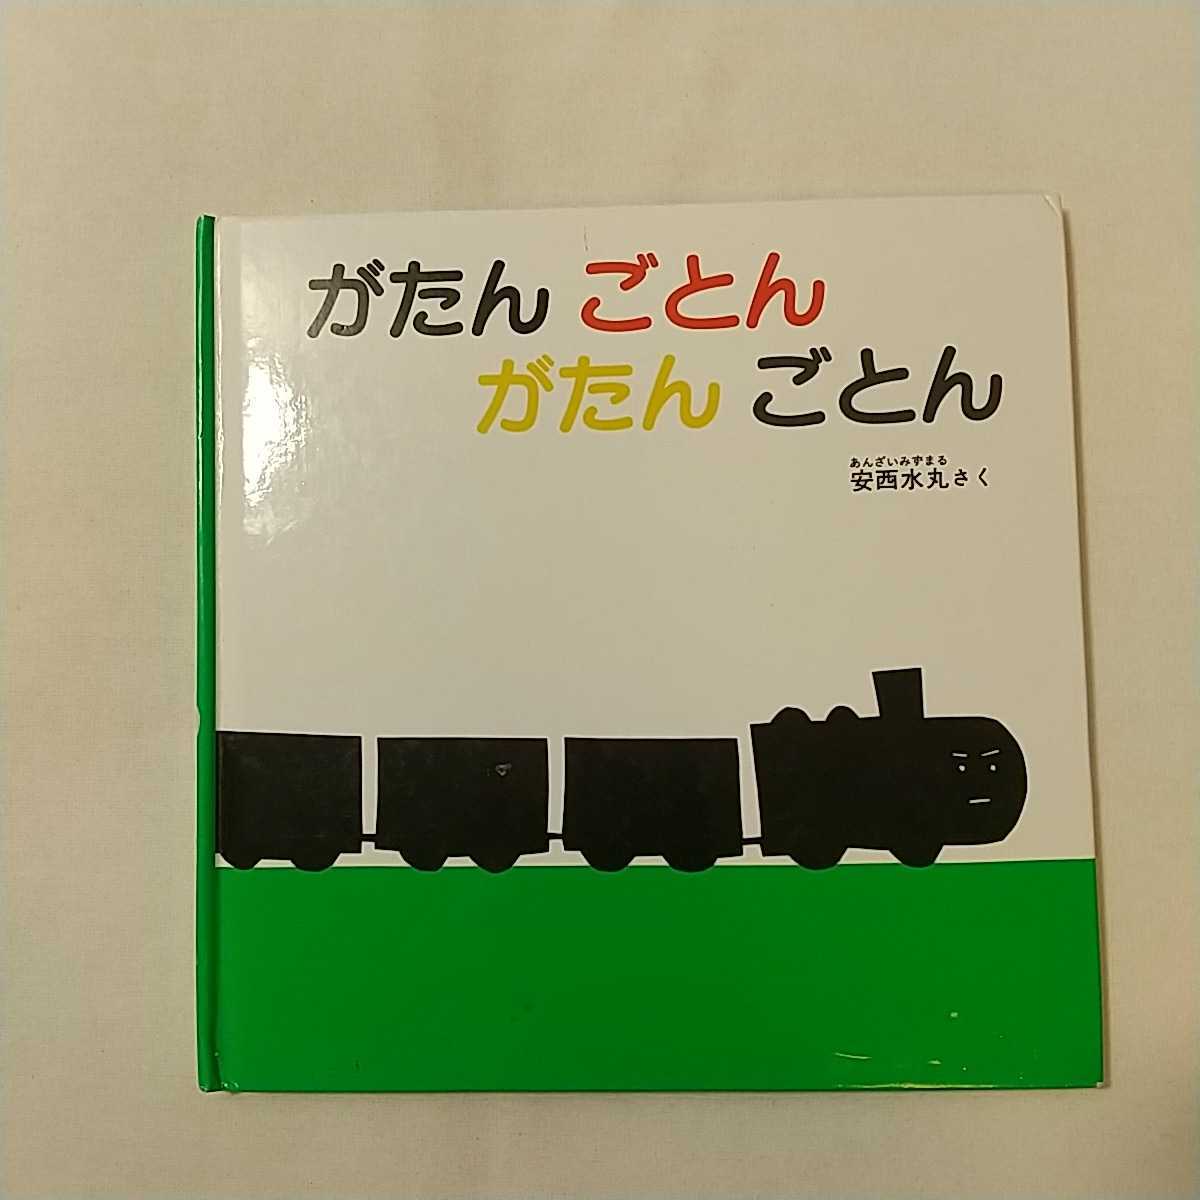 がたん ごとん
がたん ごとん
あんざいみずまる
安西水丸さく